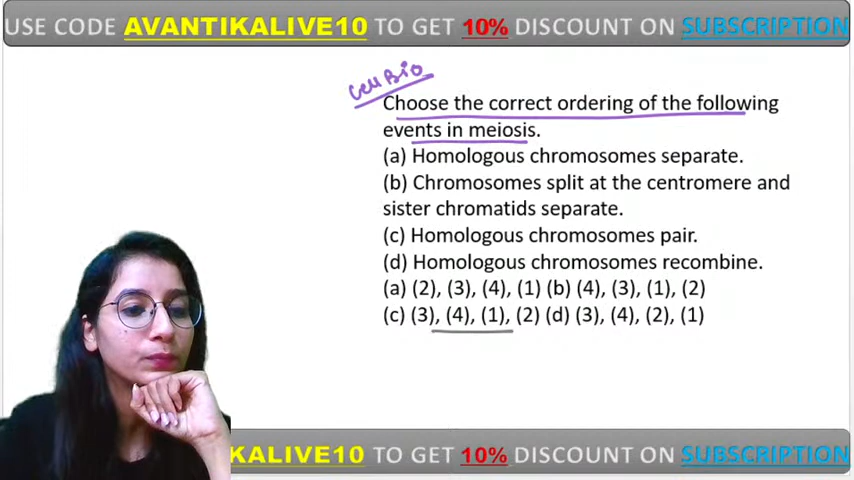 USE CODE AVANTIKALIVE10 TO GET 10% DISCOUNT ON SUBSCRIPTION
Cell Bio
Choose the correct ordering of the following
events in meiosis.
(a) Homologous chromosomes separate.
(b) Chromosomes split at the centromere and
sister chromatids separate.
(c) Homologous chromosomes pair.
(d) Homologous chromosomes recombine.
(a) (2), (3), (4), (1) (b) (4), (3), (1), (2)
(c) (3), (4), (1), (2) (d) (3), (4), (2), (1)
KALIVE10 TO GET 10% DISCOUNT ON SUBSCRIPTION